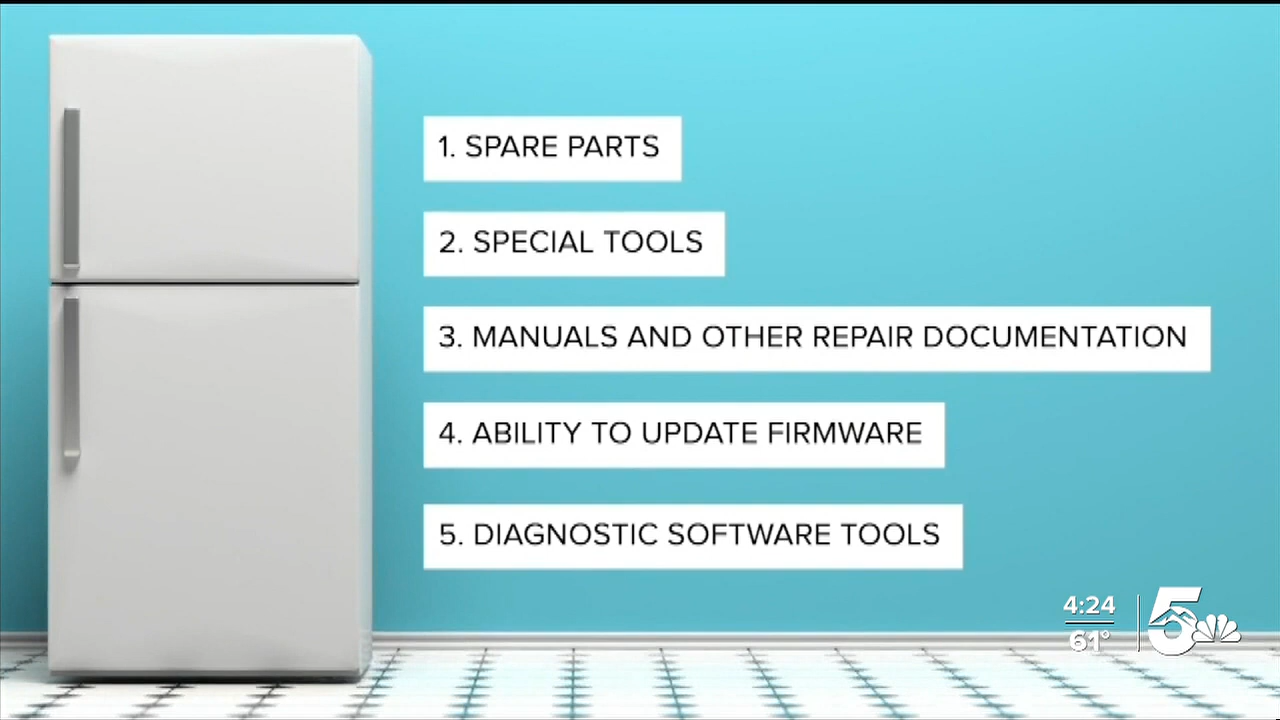 1. SPARE PARTS
2. SPECIAL TOOLS
3. MANUALS AND OTHER REPAIR DOCUMENTATION
4. ABILITY TO UPDATE FIRMWARE
5. DIAGNOSTIC SOFTWARE TOOLS
4:24
61°
5